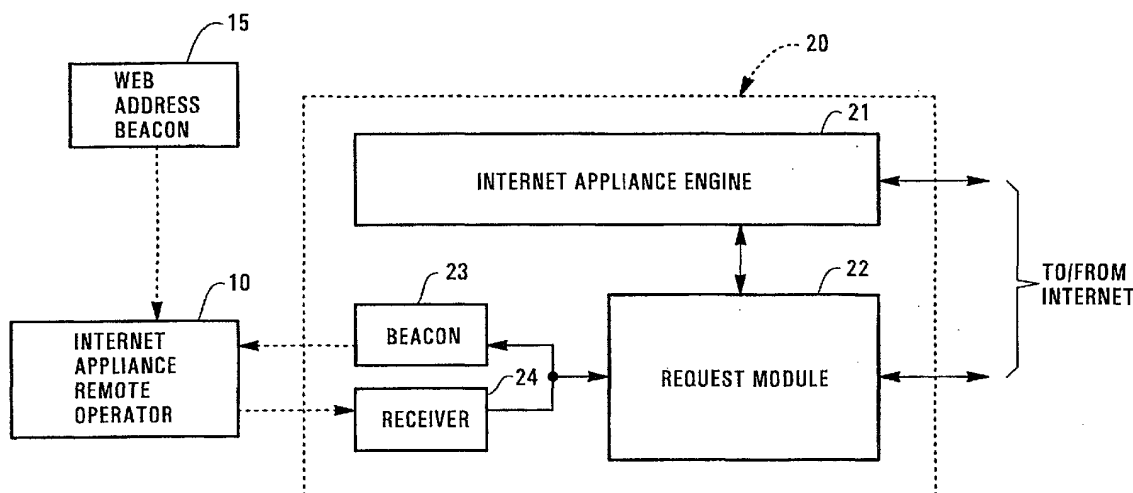 15
WEB
ADDRESS
BEACON
20
21
INTERNET APPLIANCE ENGINE
10
INTERNET
APPLIANCE
REMOTE
OPERATOR
23
BEACON
24
RECEIVER
22
REQUEST MODULE
TO/FROM
INTERNET